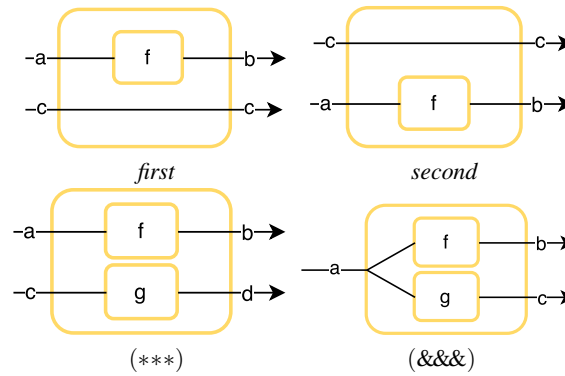 a f b
c c
first
c c
a f b
second
a f b
c g d
(***)
a f b
g c
(&&&)